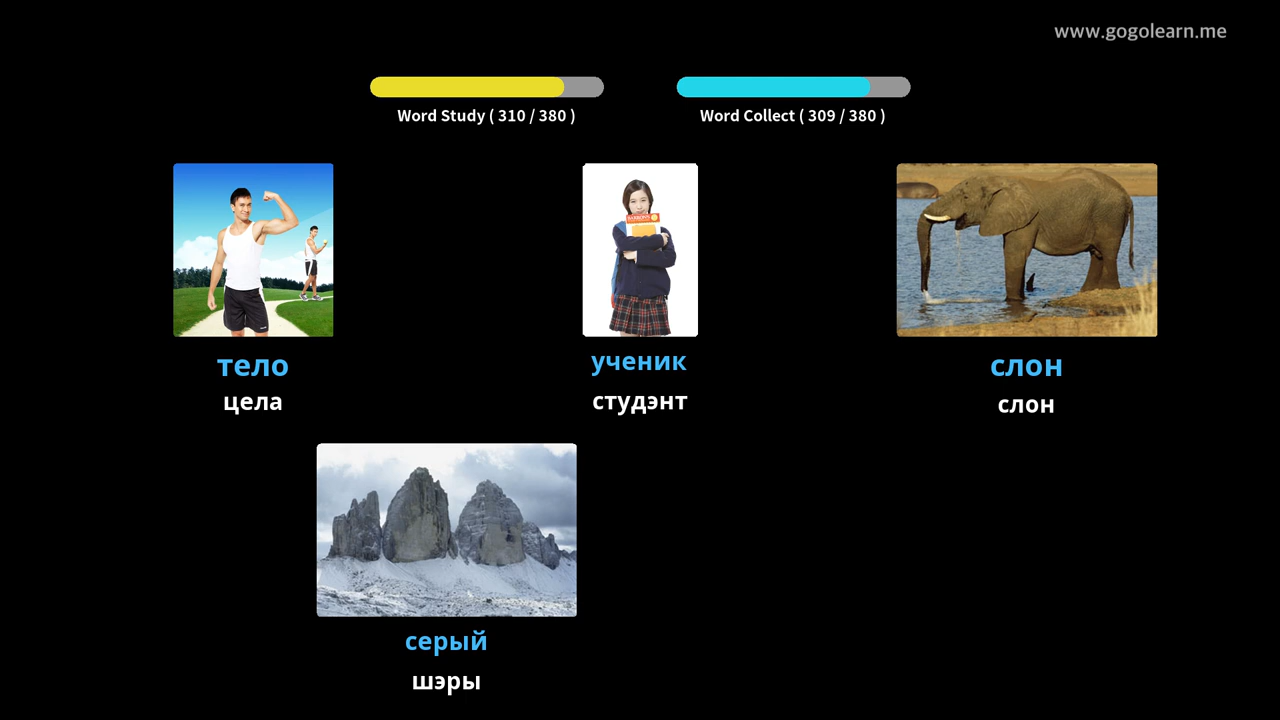 www.gogolearn.me
Word Study ( 310 / 380 )
Word Collect ( 309 / 380 )
BARRON'S
тело
цела
ученик
студэнт
слон
слон
серый
шэры